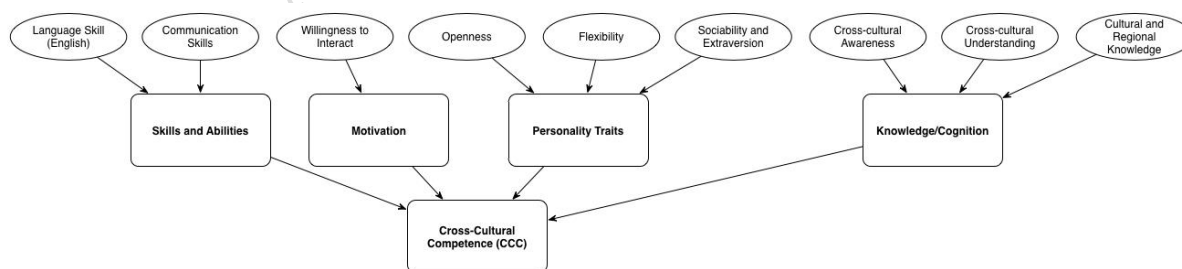 Language Skill
(English)
Communication
Skills
Willingness to
Interact
Openness
Flexibility
Sociability and
Extraversion
Cross-cultural
Awareness
Cross-cultural
Understanding
Cultural and
Regional
Knowledge
Skills and Abilities
Motivation
Personality Traits
Knowledge/Cognition
Cross-Cultural
Competence (CCC)